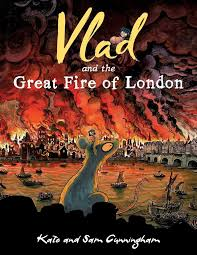 Vlad
and the
Great Fire of London
Kate and Sam Cunningham